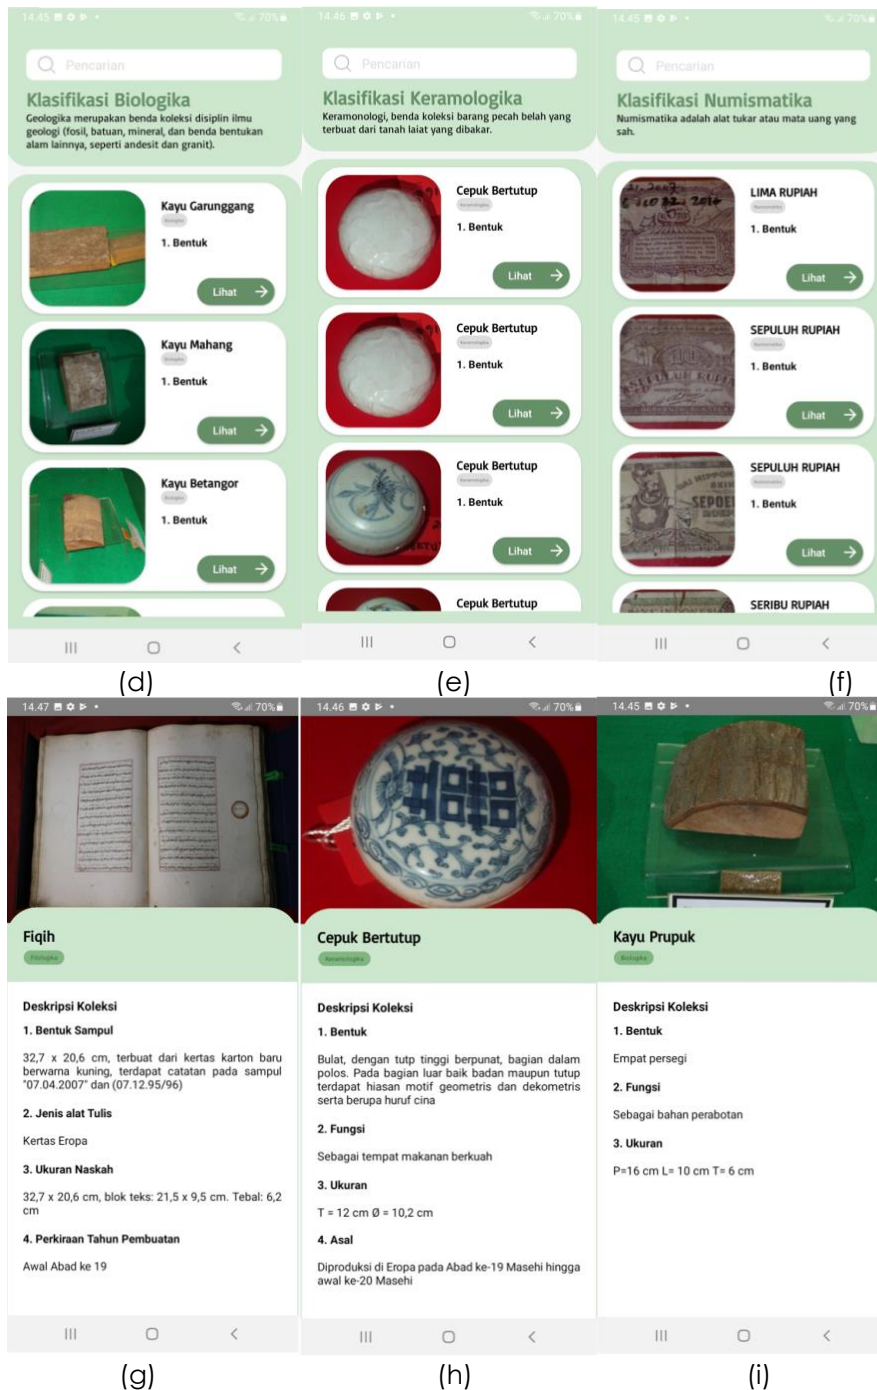 14.45 70%
Pencarian
Klasifikasi Biologika
Geologika merupakan benda koleksi disiplin ilmu
geologi (fosil, batuan, mineral, dan benda bentukan
alam lainnya, seperti andesit dan granit).
Kayu Garunggang
Biologika
1. Bentuk
Lihat
Kayu Mahang
Biologika
1. Bentuk
Lihat
Kayu Betangor
Biologika
1. Bentuk
Lihat
(d)
14.46 70%
Pencarian
Klasifikasi Keramologika
Keramonologi, benda koleksi barang pecah belah yang
terbuat dari tanah laiat yang dibakar.
Cepuk Bertutup
Keramologika
1. Bentuk
Lihat
Cepuk Bertutup
Keramologika
1. Bentuk
Lihat
Cepuk Bertutup
Keramologika
1. Bentuk
Lihat
Cepuk Bertutup
(e)
14.45 70%
Pencarian
Klasifikasi Numismatika
Numismatika adalah alat tukar atau mata uang yang
sah.
LIMA RUPIAH
Numismatika
1. Bentuk
Lihat
SEPULUH RUPIAH
Numismatika
1. Bentuk
Lihat
SEPULUH RUPIAH
Numismatika
1. Bentuk
Lihat
SERIBU RUPIAH
(f)
14.47 70%
Fiqih
Filologika
Deskripsi Koleksi
1. Bentuk Sampul
32,7 x 20,6 cm, terbuat dari kertas karton baru
berwarna kuning, terdapat catatan pada sampul
"07.04.2007" dan (07.12.95/96)
2. Jenis alat Tulis
Kertas Eropa
3. Ukuran Naskah
32,7 x 20,6 cm, blok teks: 21,5 x 9,5 cm. Tebal: 6,2
cm
4. Perkiraan Tahun Pembuatan
Awal Abad ke 19
(g)
14.46 70%
Cepuk Bertutup
Keramologika
Deskripsi Koleksi
1. Bentuk
Bulat, dengan tutp tinggi berpunat, bagian dalam
polos. Pada bagian luar baik badan maupun tutup
terdapat hiasan motif geometris dan dekometris
serta berupa huruf cina
2. Fungsi
Sebagai tempat makanan berkuah
3. Ukuran
T = 12 cm Ø = 10,2 cm
4. Asal
Diproduksi di Eropa pada Abad ke-19 Masehi hingga
awal ke-20 Masehi
(h)
14.45 70%
Kayu Prupuk
Biologika
Deskripsi Koleksi
1. Bentuk
Empat persegi
2. Fungsi
Sebagai bahan perabotan
3. Ukuran
P=16 cm L= 10 cm T= 6 cm
(i)